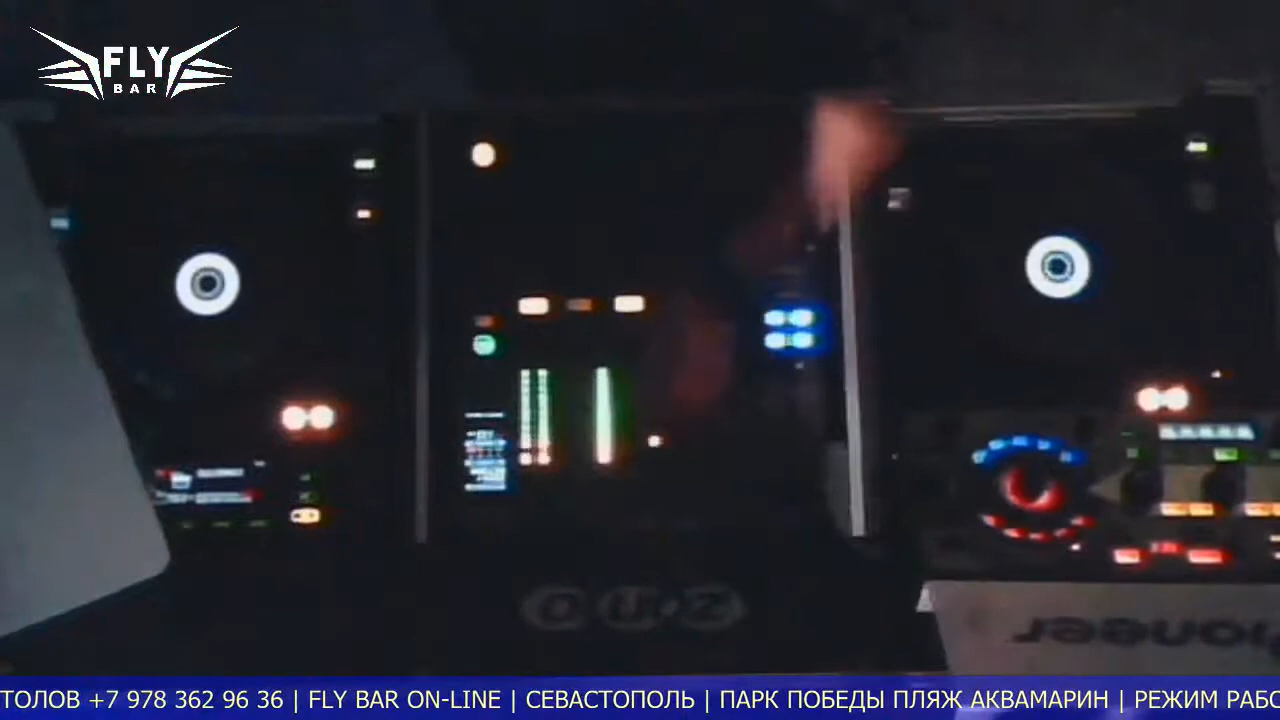 FLY
BAR
Pioneer
ТОЛОВ +7 978 362 96 36 | FLY BAR ON-LINE | СЕВАСТОПОЛЬ | ПАРК ПОБЕДЫ ПЛЯЖ АКВАМАРИН | РЕЖИМ РАБО